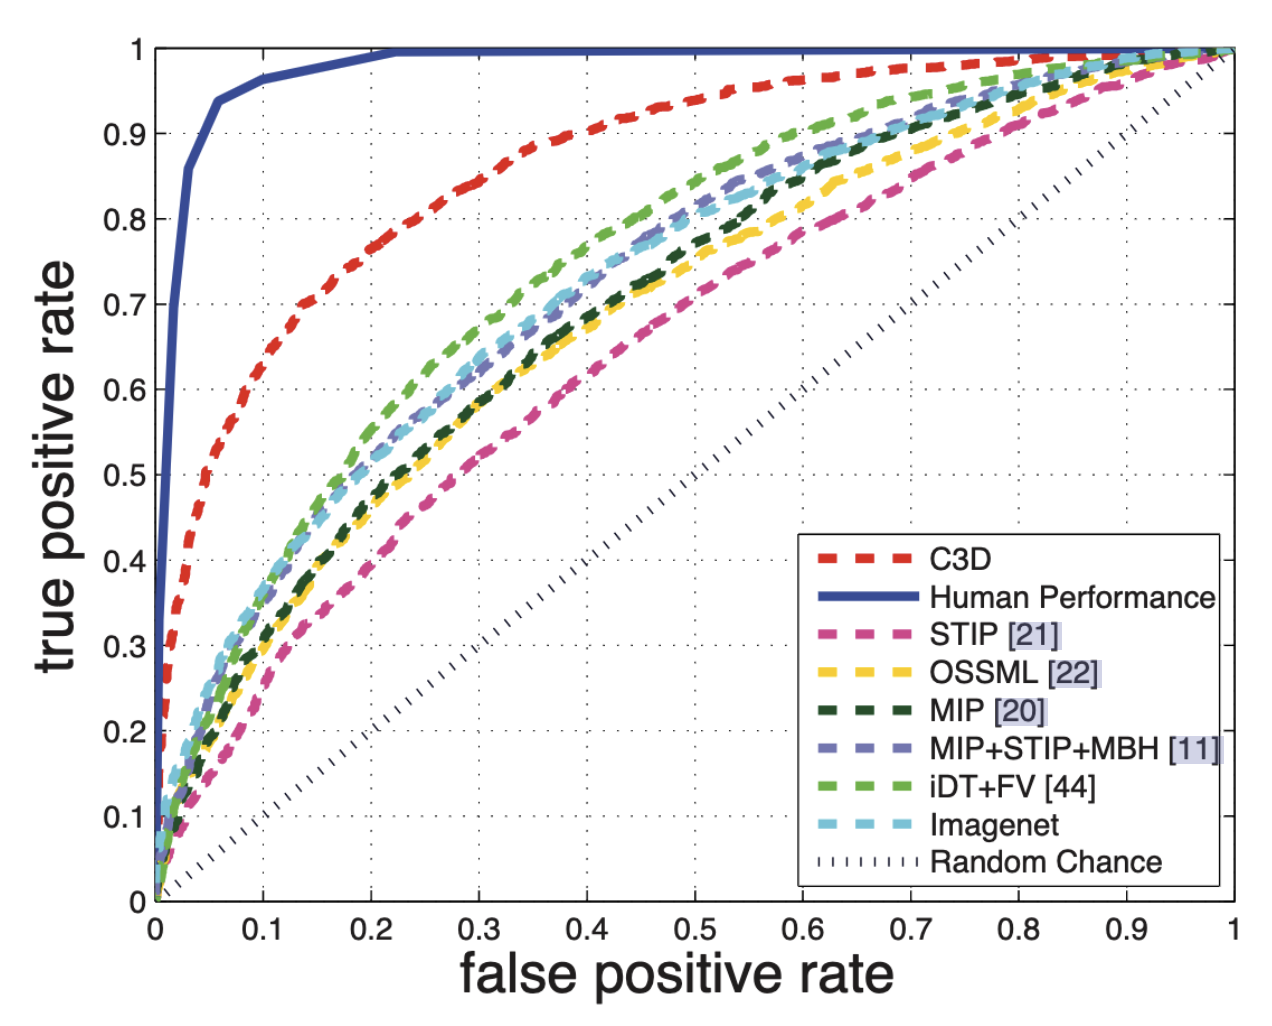 true positive rate
1
0.9
0.8
0.7
0.6
0.5
0.4
0.3
0.2
0.1
0
0 0.1 0.2 0.3 0.4 0.5 0.6 0.7 0.8 0.9 1
false positive rate
C3D
Human Performance
STIP [21]
OSSML [22]
MIP [20]
MIP+STIP+MBH [11]
iDT+FV [44]
Imagenet
Random Chance